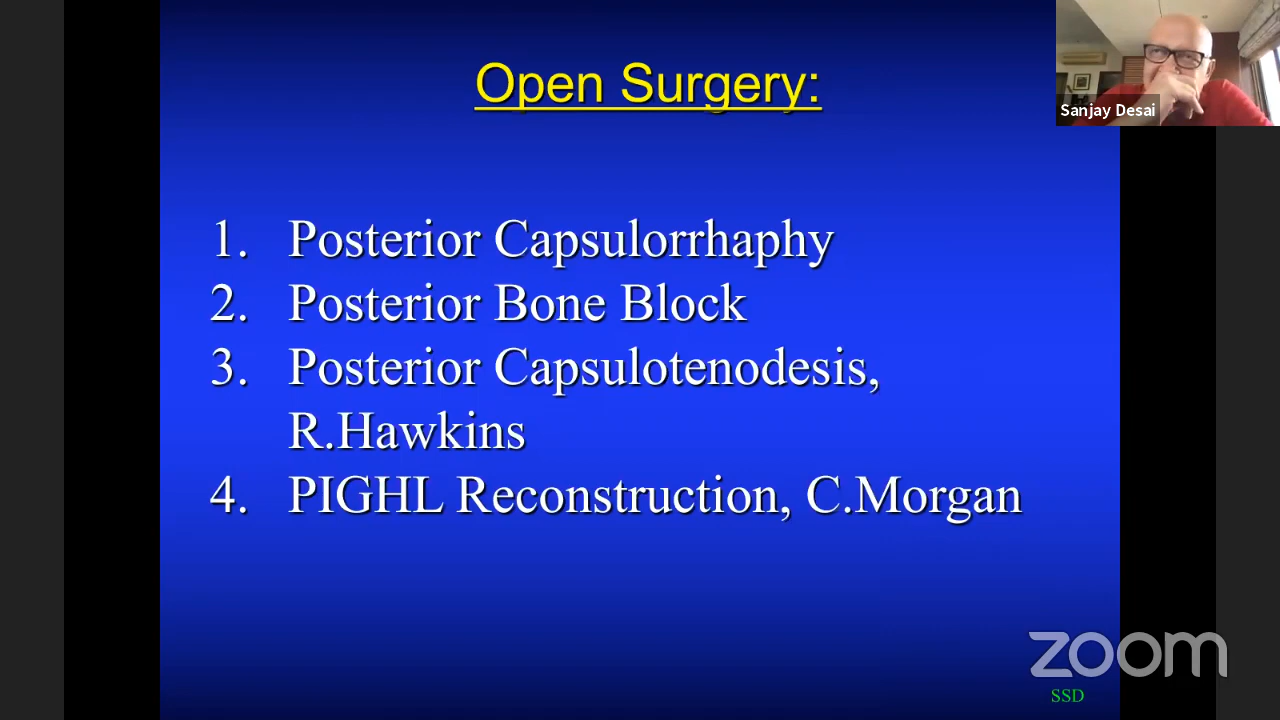 Open Surgery:
Sanjay Desai
1. Posterior Capsulorrhaphy
2. Posterior Bone Block
3. Posterior Capsulotenodesis,
R.Hawkins
4. PIGHL Reconstruction, C.Morgan
zoom
SSD